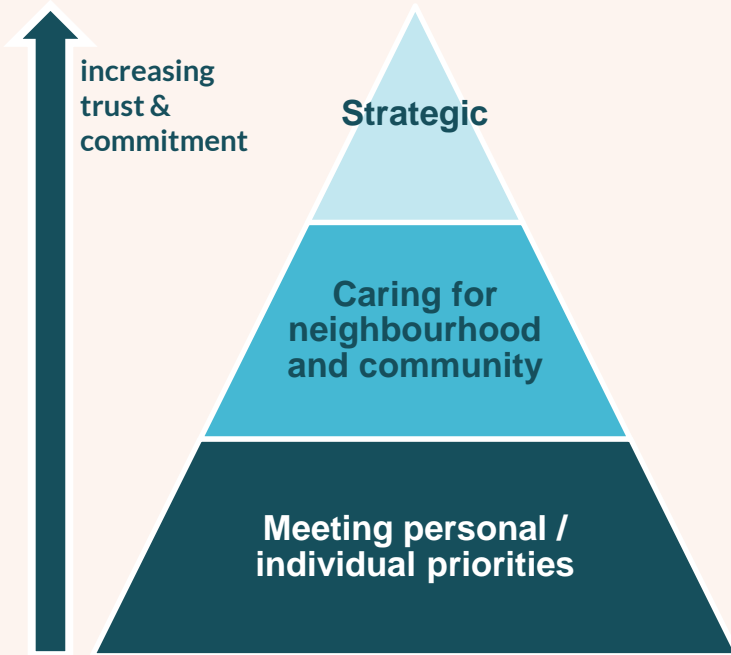 increasing
trust &
commitment
Strategic
Caring for
neighbourhood
and community
Meeting personal /
individual priorities